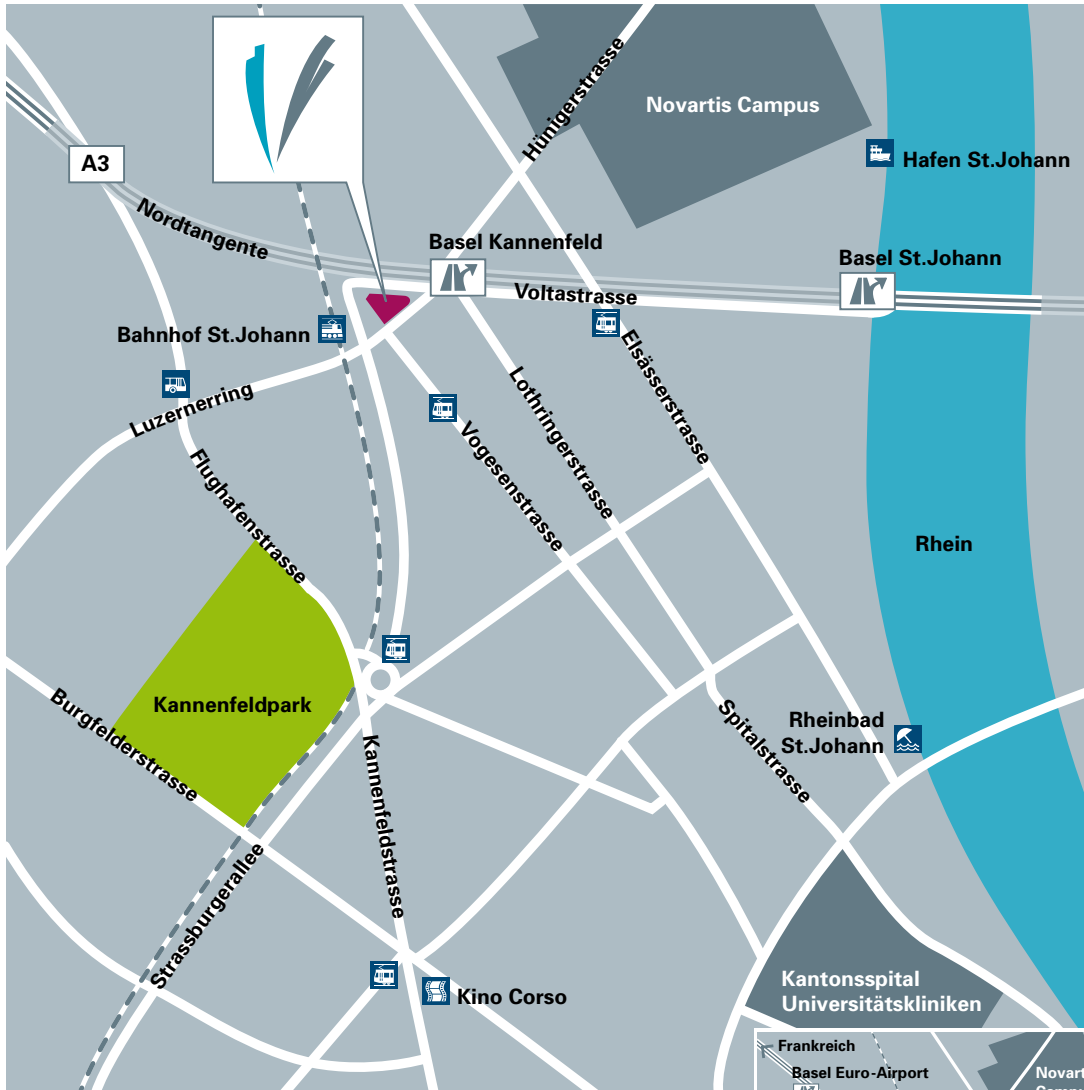 Novartis Campus
Hünigerstrasse
A3
Hafen St.Johann
Nordtangente
Basel Kannenfeld
Basel St.Johann
Voltastrasse
Bahnhof St.Johann
Elsässerstrasse
Luzernerring
Lothringerstrasse
Vogesenstrasse
Flughafenstrasse
Rhein
Kannenfeldpark
Burgfelderstrasse
Spitalstrasse
Rheinbad
St.Johann
Kannenfeldstrasse
Strassburgerallee
Kino Corso
Kantonsspital
Universitätskliniken
Frankreich
Basel Euro-Airport